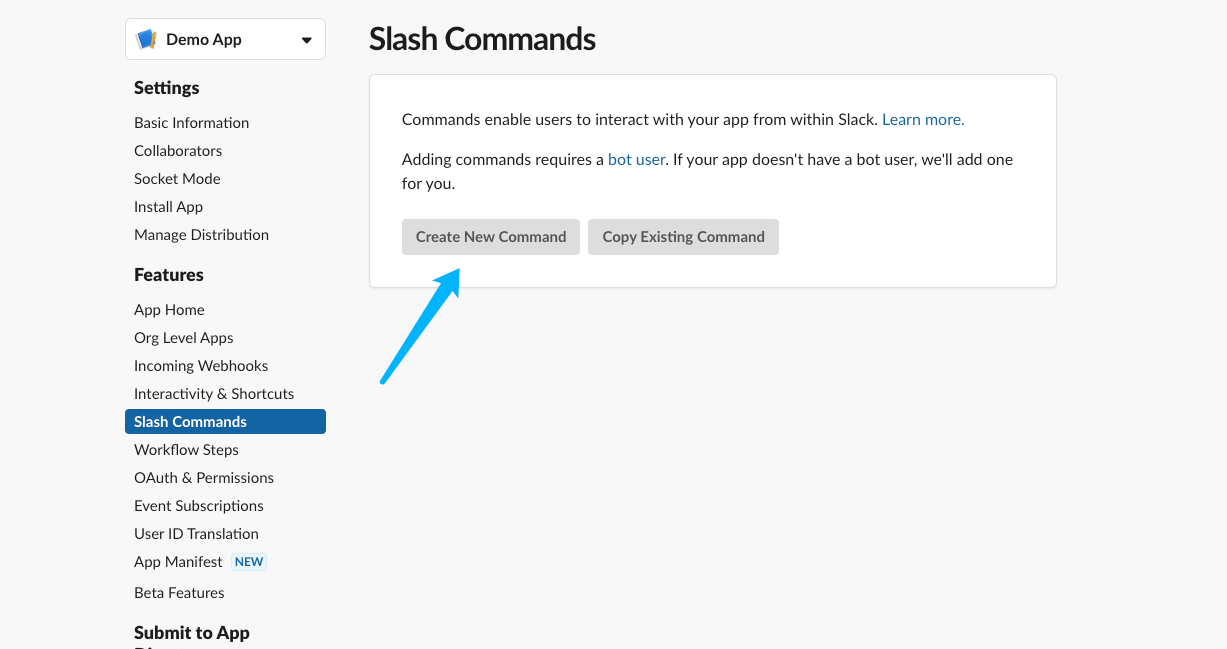 Demo App
Settings
Basic Information
Collaborators
Socket Mode
Install App
Manage Distribution
Features
App Home
Org Level Apps
Incoming Webhooks
Interactivity & Shortcuts
Slash Commands
Workflow Steps
OAuth & Permissions
Event Subscriptions
User ID Translation
App Manifest NEW
Beta Features
Submit to App
Slash Commands
Commands enable users to interact with your app from within Slack. Learn more.
Adding commands requires a bot user. If your app doesn't have a bot user, we'll add one
for you.
Create New Command Copy Existing Command